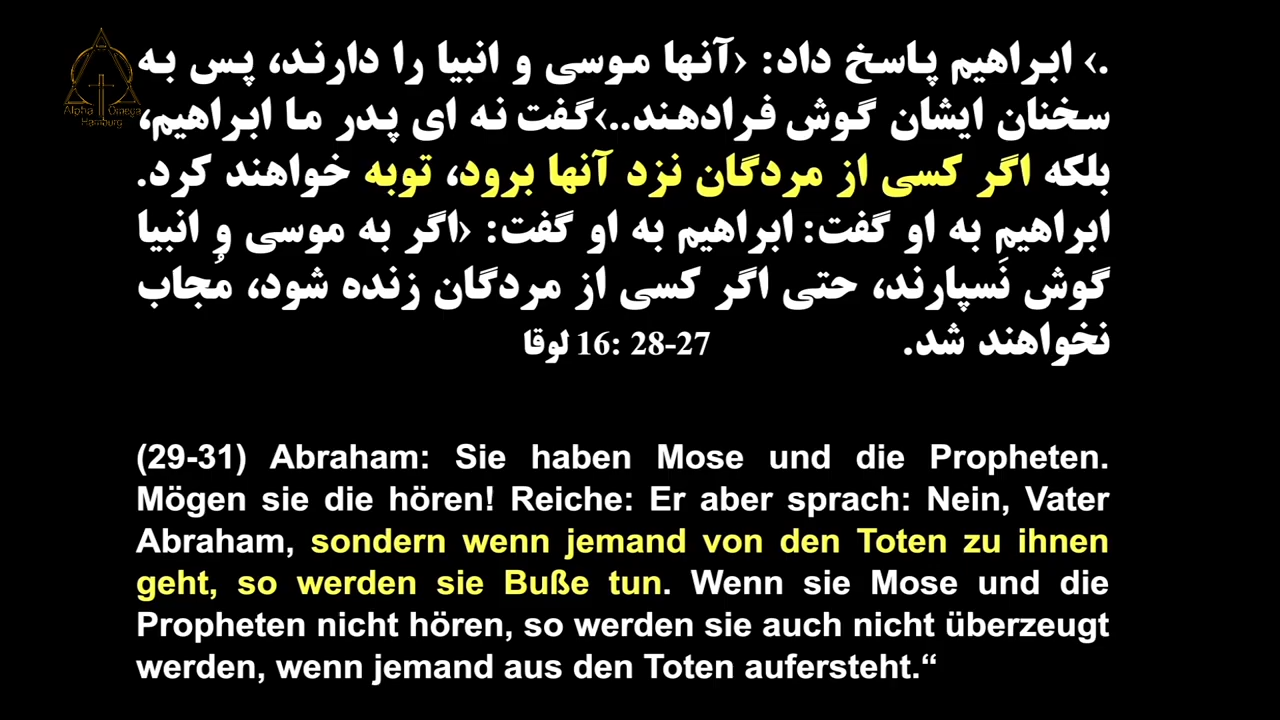 Alpha Omega
Hamburg
.› ابراهیم پاسخ داد: ‹آنها موسی و انبیا را دارند، پس به
سخنان ایشان گوش فرادهند..›گفت نه ای پدر ما ابراهیم،
بلکه اگر کسی از مردگان نزد آنها برود، توبه خواهند کرد.
ابراهیم به او گفت: ابراهیم به او گفت: ‹اگر به موسی و انبیا
گوش نَسپارند، حتی اگر کسی از مردگان زنده شود، مُجاب
نخواهند شد. 16: 28-27 لوقا
(29-31) Abraham: Sie haben Mose und die Propheten.
Mögen sie die hören! Reiche: Er aber sprach: Nein, Vater
Abraham, sondern wenn jemand von den Toten zu ihnen
geht, so werden sie Buße tun. Wenn sie Mose und die
Propheten nicht hören, so werden sie auch nicht überzeugt
werden, wenn jemand aus den Toten aufersteht.“